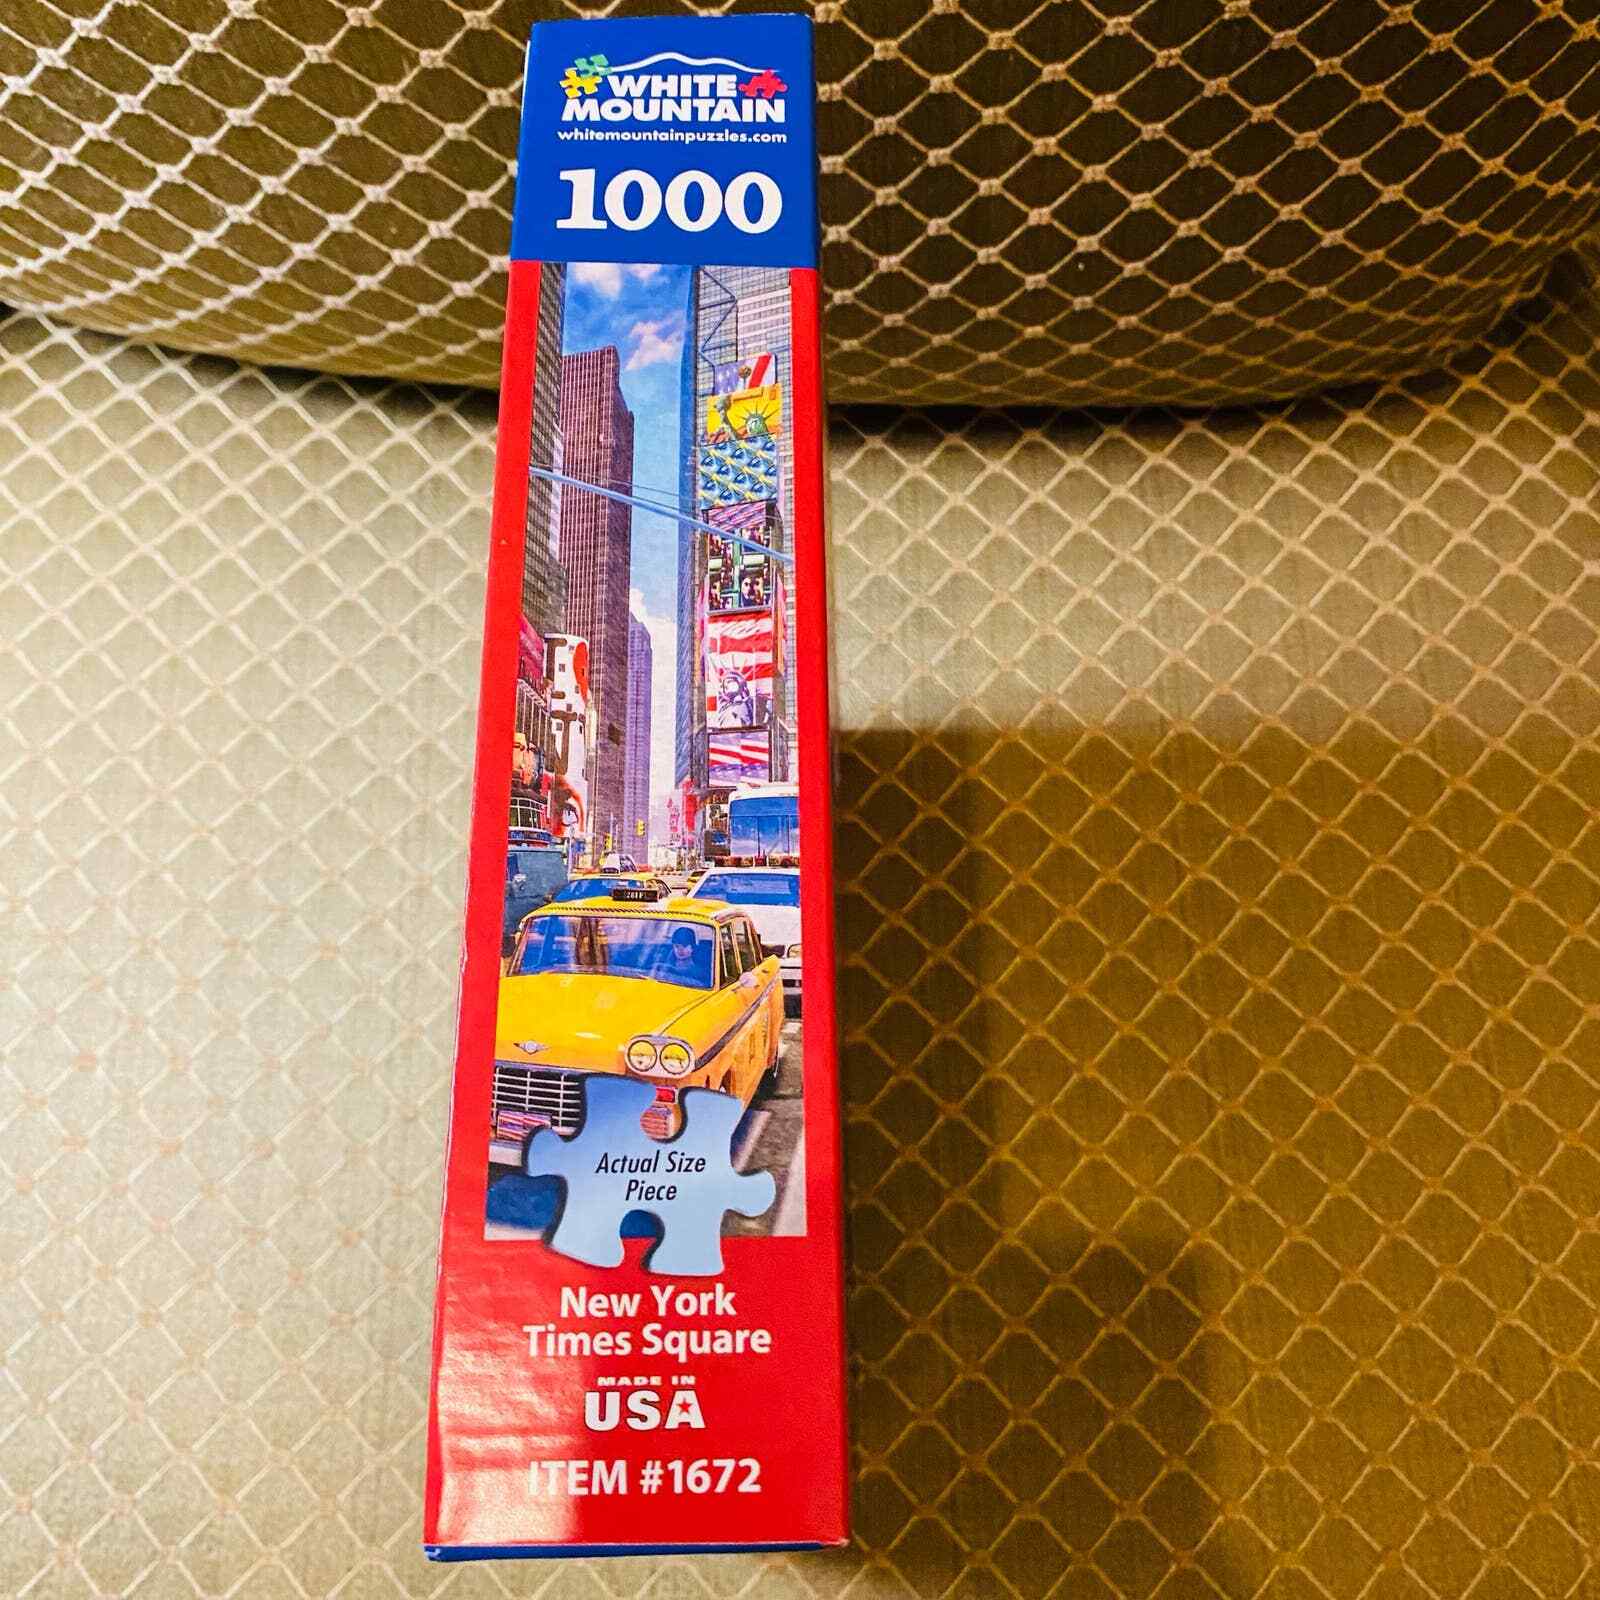 WHITE
MOUNTAIN
whitemountainpuzzles.com
1000
Actual Size
Piece
New York
Times Square
MADE IN
USA
ITEM #1672